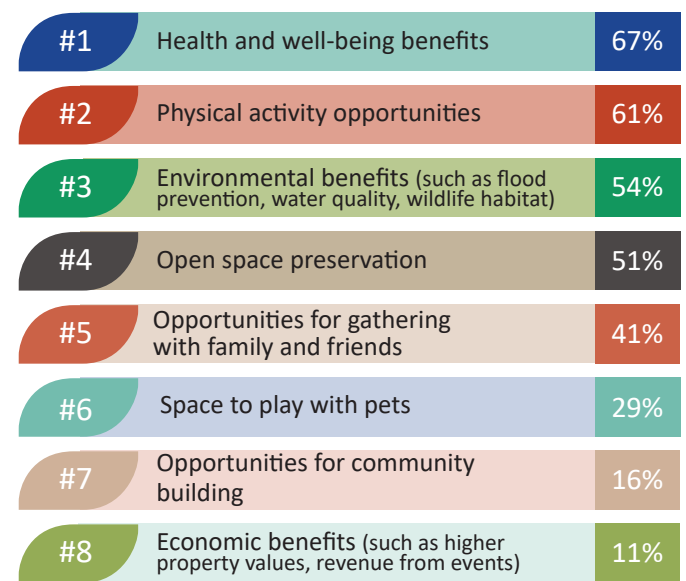 #1 Health and well-being benefits 67%
#2 Physical activity opportunities 61%
#3 Environmental benefits (such as flood
prevention, water quality, wildlife habitat) 54%
#4 Open space preservation 51%
#5 Opportunities for gathering
with family and friends 41%
#6 Space to play with pets 29%
#7 Opportunities for community
building 16%
#8 Economic benefits (such as higher
property values, revenue from events) 11%